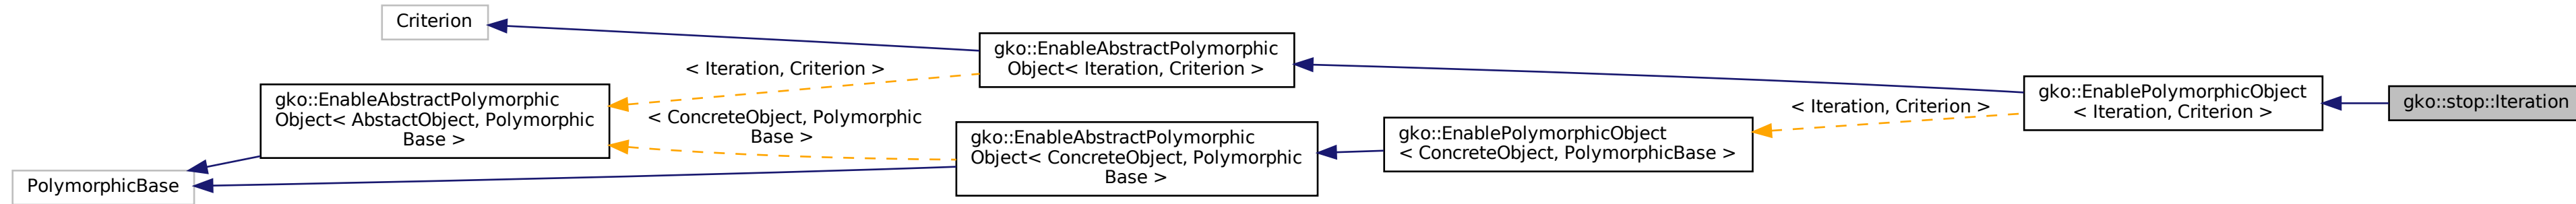 Criterion
gko::EnableAbstractPolymorphic
Object< Iteration, Criterion >
< Iteration, Criterion >
gko::EnableAbstractPolymorphic
Object< AbstactObject, Polymorphic
Base >
< ConcreteObject, Polymorphic
Base >
gko::EnablePolymorphicObject
< Iteration, Criterion >
gko::stop::Iteration
< Iteration, Criterion >
gko::EnableAbstractPolymorphic
Object< ConcreteObject, Polymorphic
Base >
gko::EnablePolymorphicObject
< ConcreteObject, PolymorphicBase >
PolymorphicBase